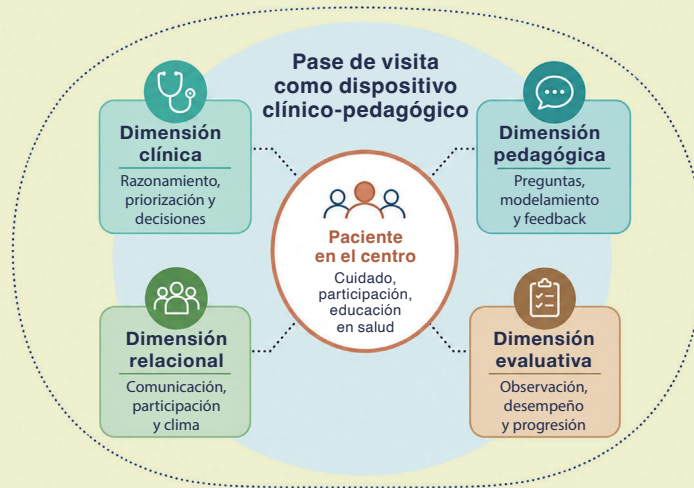 Pase de visita
como dispositivo
clínico-pedagógico
Dimensión
clínica
Razonamiento,
priorización y
decisiones
Dimensión
pedagógica
Preguntas,
modelamiento
y feedback
Paciente
en el centro
Cuidado,
participación,
educación
en salud
Dimensión
relacional
Comunicación,
participación
y clima
Dimensión
evaluativa
Observación,
desempeño
y progresión